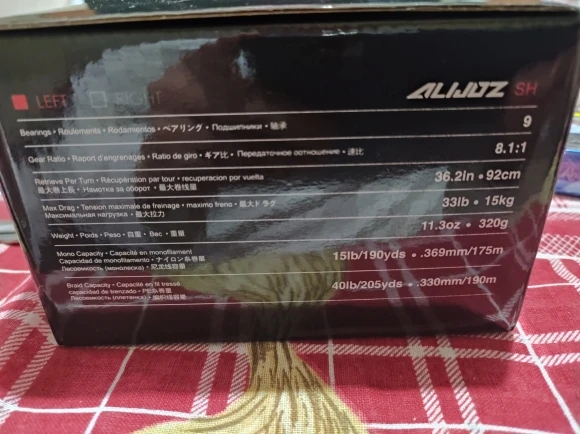 LEFT RIGHT ALIJOZ SH
Bearings • Roulements • Rodamientos • ベアリング • Подшипники • 轴承 9
Gear Ratio • Raport d'engrenages • Ratio de giro • ギア比 • Передаточное соотношение • 速比 8.1:1
Retrieve Per Turn • Récupération par tour • recuperacion por vuelta 36.2in • 92cm
最大巻上長 • Намотка за оборот • 最大卷线量
Max Drag • Tension maximale de freinage • maximo freno • 最大ドラグ 33lb • 15kg
Максимальная нагрузка • 最大拉力
Weight • Poids • Peso • 自重 • Вес • 重量 11.3oz • 320g
Mono Capacity • Capacité en monofilament 15lb/190yds • .369mm/175m
Capacidad de monofilamento • ナイロン糸巻量
Лесоемкость (монолеска) • 尼龙线容量
Braid Capacity • Capacité en fil tressé 40lb/205yds • .330mm/190m
capacidad de trenzado • PE糸巻量
Лесоемкость (плетенка) • 编织线容量